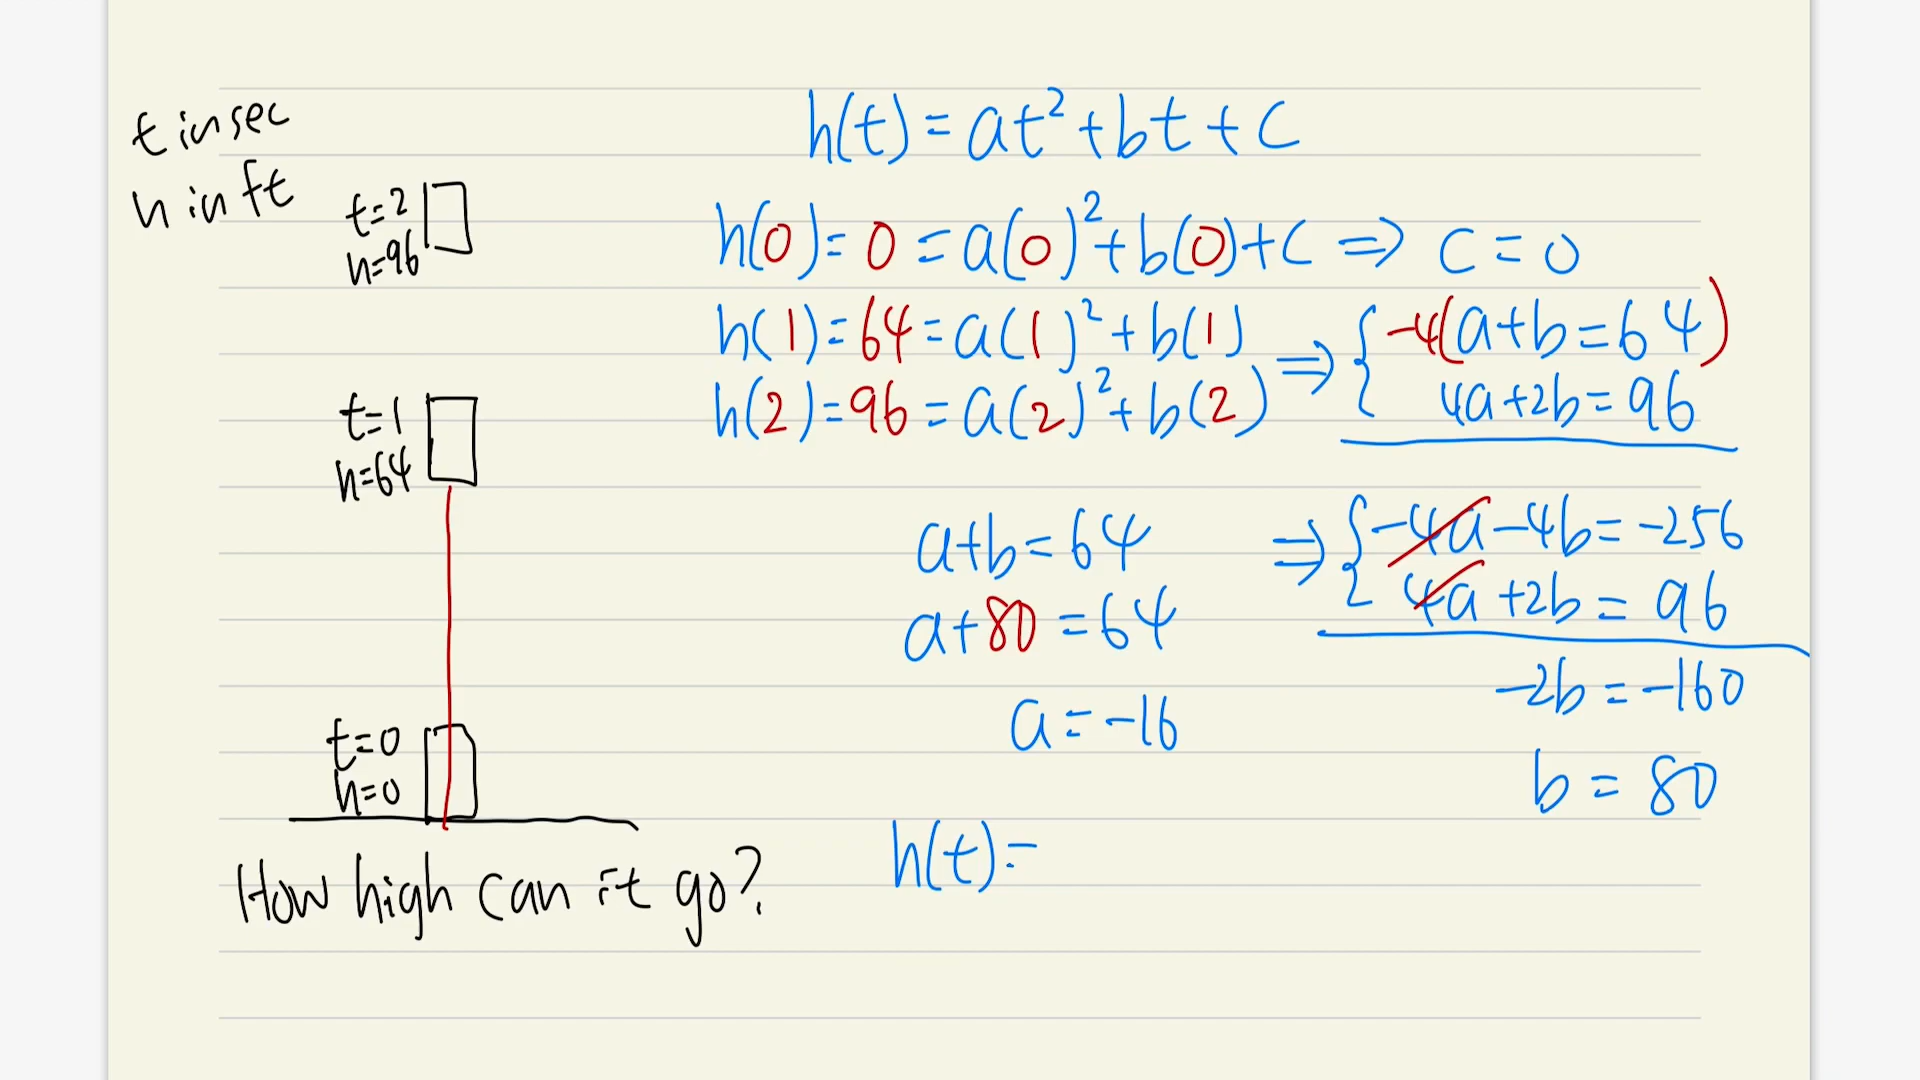 t in sec
h in ft
t=2
h=96
t=1
h=64
t=0
h=0
How high can it go?
h(t)=at²+bt+c
h(0)=0=a(0)²+b(0)+c ⇒ c=0
h(1)=64=a(1)²+b(1)
h(2)=96=a(2)²+b(2)
⇒ { -4(a+b=64)
4a+2b=96
⇒ { -4a-4b=-256
4a+2b=96
-2b=-160
b=80
a+b=64
a+80=64
a=-16
h(t)=